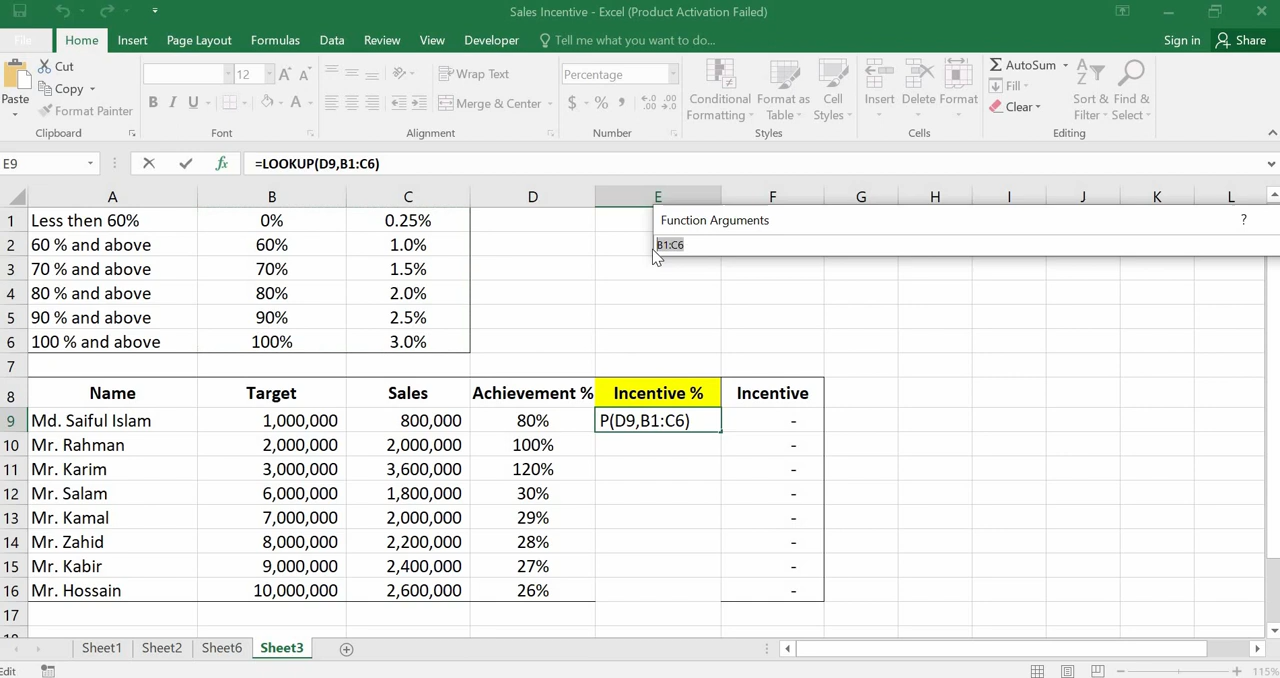 Sales Incentive - Excel (Product Activation Failed)
File Home Insert Page Layout Formulas Data Review View Developer Tell me what you want to do... Sign in Share
Paste
Cut
Copy
Format Painter
Clipboard
12 A A
B I U A
Font
Wrap Text
Merge & Center
Alignment
Percentage
$ % ,
Number
Conditional Formatting
Format as Table
Cell Styles
Styles
Insert Delete Format
Cells
AutoSum
Fill
Clear
Sort & Filter
Find & Select
Editing
E9 fx =LOOKUP(D9,B1:C6)
A B C D E F G H I J K L
Function Arguments ?
B1:C6
1 Less then 60% 0% 0.25%
2 60 % and above 60% 1.0%
3 70 % and above 70% 1.5%
4 80 % and above 80% 2.0%
5 90 % and above 90% 2.5%
6 100 % and above 100% 3.0%
7
8 Name Target Sales Achievement % Incentive % Incentive
9 Md. Saiful Islam 1,000,000 800,000 80% P(D9,B1:C6) -
10 Mr. Rahman 2,000,000 2,000,000 100% -
11 Mr. Karim 3,000,000 3,600,000 120% -
12 Mr. Salam 6,000,000 1,800,000 30% -
13 Mr. Kamal 7,000,000 2,000,000 29% -
14 Mr. Zahid 8,000,000 2,200,000 28% -
15 Mr. Kabir 9,000,000 2,400,000 27% -
16 Mr. Hossain 10,000,000 2,600,000 26% -
17
Sheet1 Sheet2 Sheet6 Sheet3
Edit 115%